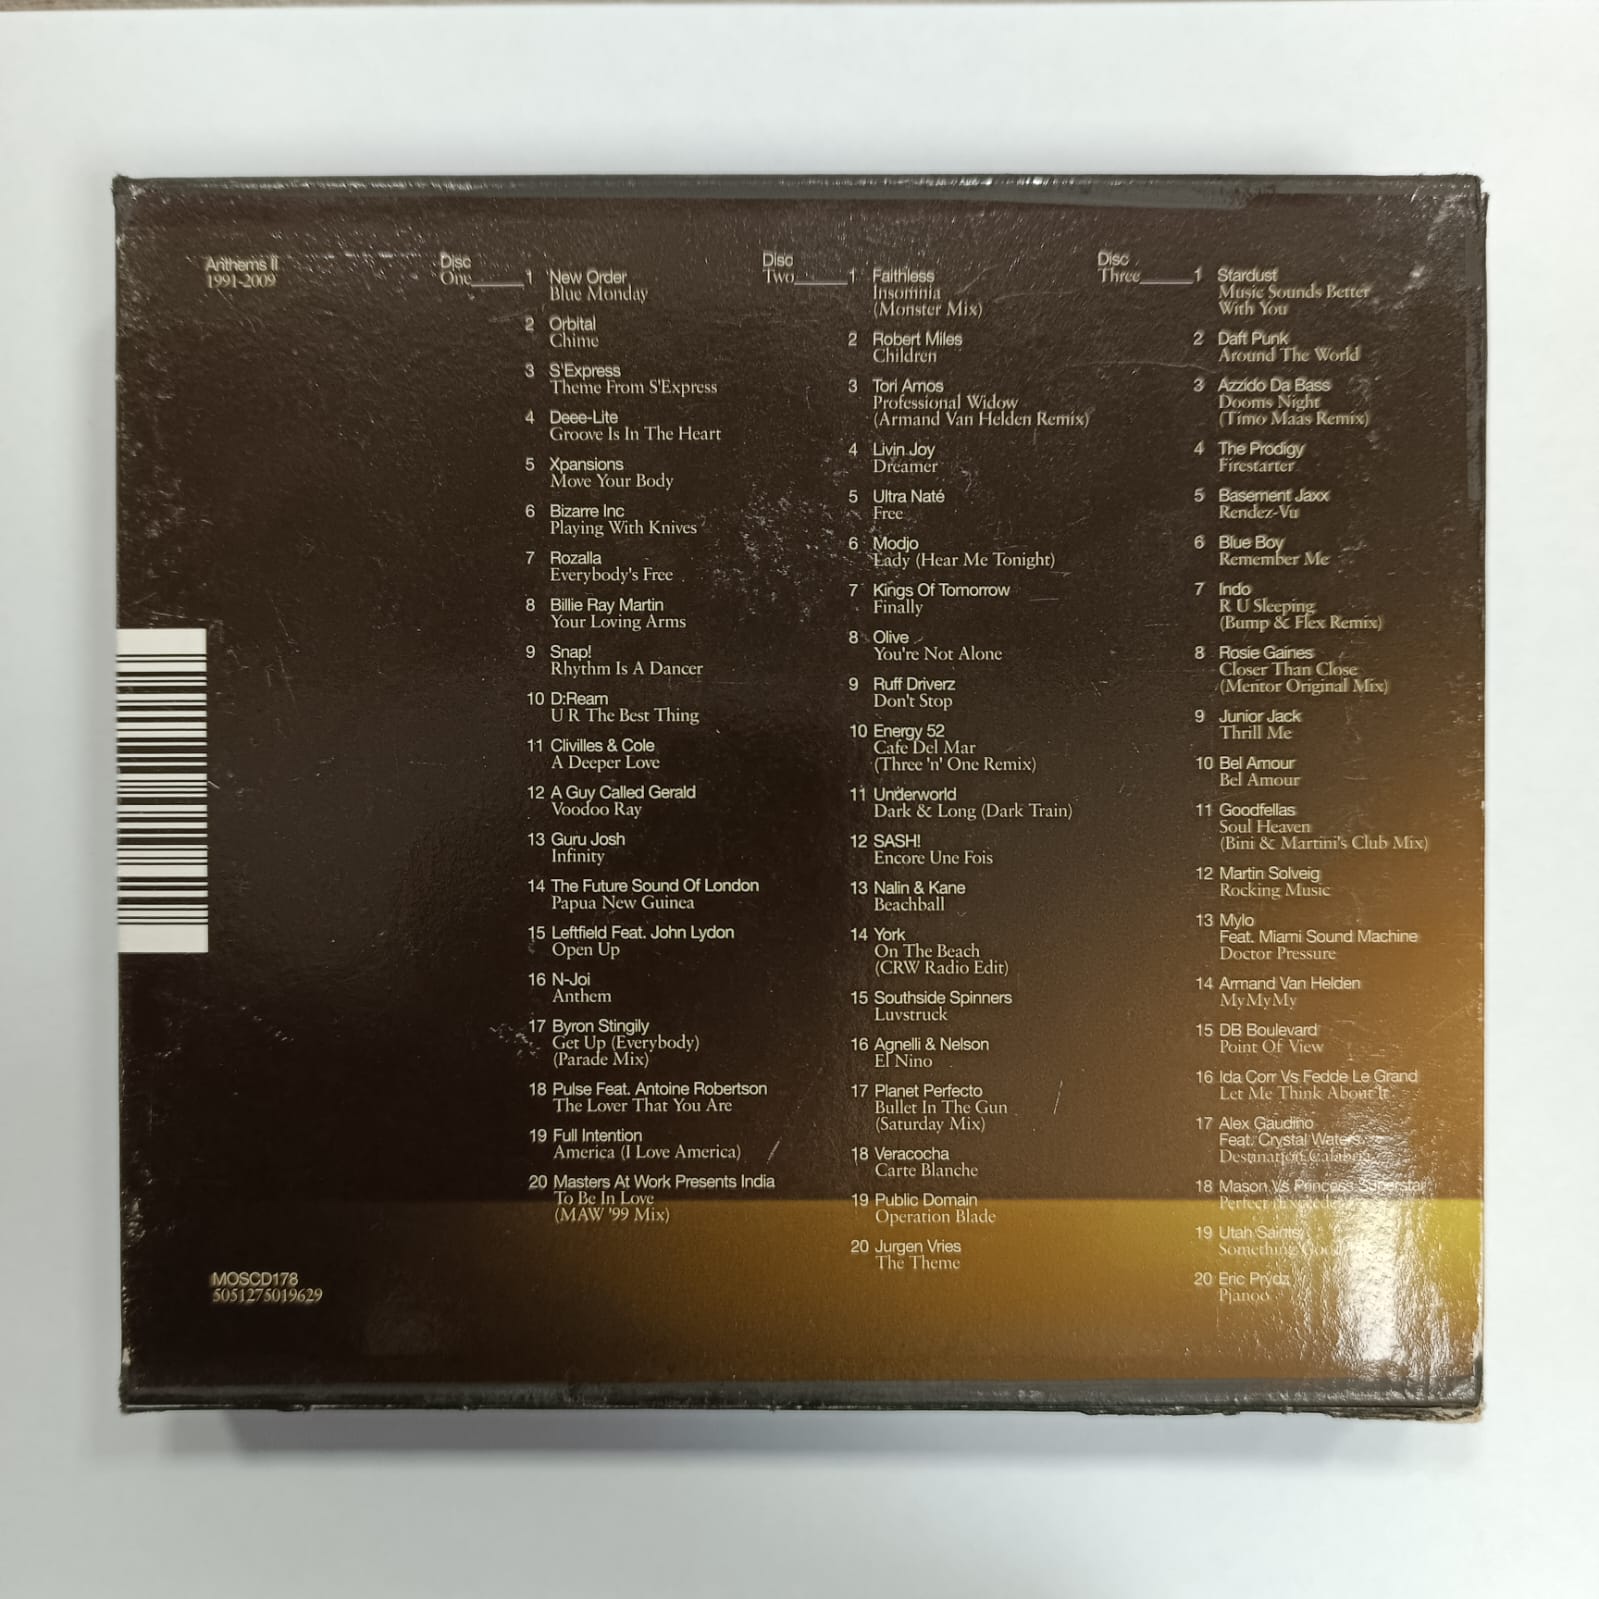 Anthems II
1991-2009
Disc
One 1 New Order
Blue Monday
2 Orbital
Chime
3 S'Express
Theme From S'Express
4 Deee-Lite
Groove Is In The Heart
5 Xpansions
Move Your Body
6 Bizarre Inc
Playing With Knives
7 Rozalla
Everybody's Free
8 Billie Ray Martin
Your Loving Arms
9 Snap!
Rhythm Is A Dancer
10 D:Ream
U R The Best Thing
11 Clivilles & Cole
A Deeper Love
12 A Guy Called Gerald
Voodoo Ray
13 Guru Josh
Infinity
14 The Future Sound Of London
Papua New Guinea
15 Leftfield Feat. John Lydon
Open Up
16 N-Joi
Anthem
17 Byron Stingily
Get Up (Everybody)
(Parade Mix)
18 Pulse Feat. Antoine Robertson
The Lover That You Are
19 Full Intention
America (I Love America)
20 Masters At Work Presents India
To Be In Love
(MAW '99 Mix)
Disc
Two 1 Faithless
Insomnia
(Monster Mix)
2 Robert Miles
Children
3 Tori Amos
Professional Widow
(Armand Van Helden Remix)
4 Livin Joy
Dreamer
5 Ultra Naté
Free
6 Modjo
Lady (Hear Me Tonight)
7 Kings Of Tomorrow
Finally
8 Olive
You're Not Alone
9 Ruff Driverz
Don't Stop
10 Energy 52
Cafe Del Mar
(Three 'n' One Remix)
11 Underworld
Dark & Long (Dark Train)
12 SASH!
Encore Une Fois
13 Nalin & Kane
Beachball
14 York
On The Beach
(CRW Radio Edit)
15 Southside Spinners
Luvstruck
16 Agnelli & Nelson
El Nino
17 Planet Perfecto
Bullet In The Gun
(Saturday Mix)
18 Veracocha
Carte Blanche
19 Public Domain
Operation Blade
20 Jurgen Vries
The Theme
Disc
Three 1 Stardust
Music Sounds Better
With You
2 Daft Punk
Around The World
3 Azzido Da Bass
Dooms Night
(Timo Maas Remix)
4 The Prodigy
Firestarter
5 Basement Jaxx
Rendez-Vu
6 Blue Boy
Remember Me
7 Indo
R U Sleeping
(Bump & Flex Remix)
8 Rosie Gaines
Closer Than Close
(Mentor Original Mix)
9 Junior Jack
Thrill Me
10 Bel Amour
Bel Amour
11 Goodfellas
Soul Heaven
(Bini & Martini's Club Mix)
12 Martin Solveig
Rocking Music
13 Mylo
Feat. Miami Sound Machine
Doctor Pressure
14 Armand Van Helden
MyMyMy
15 DB Boulevard
Point Of View
16 Ida Corr Vs Fedde Le Grand
Let Me Think About It
17 Alex Gaudino
Feat. Crystal Waters
Destination Calabria
18 Mason Vs Princess Superstar
Perfect
19 Utah Saints
Something Good
20 Eric Prydz
Pjanoo
MOSCD178
5051275019629